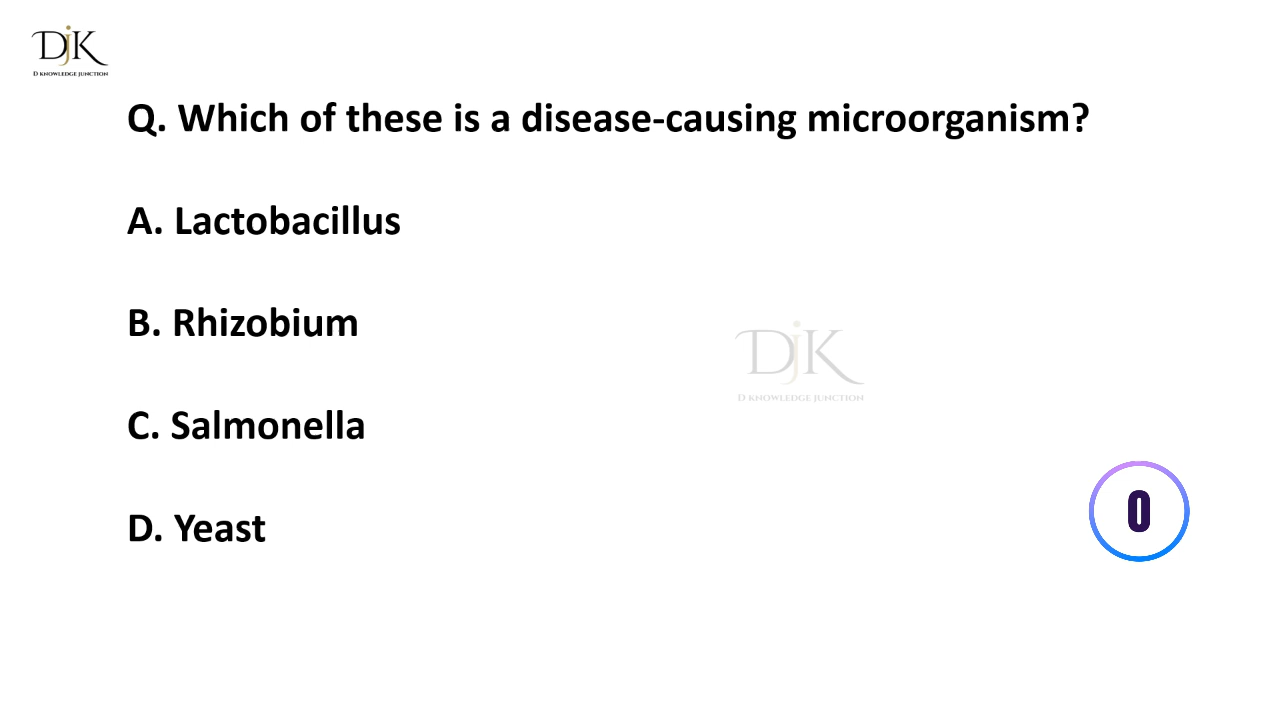 DjK
D KNOWLEDGE JUNCTION
Q. Which of these is a disease-causing microorganism?
A. Lactobacillus
B. Rhizobium
DjK
D KNOWLEDGE JUNCTION
C. Salmonella
0
D. Yeast